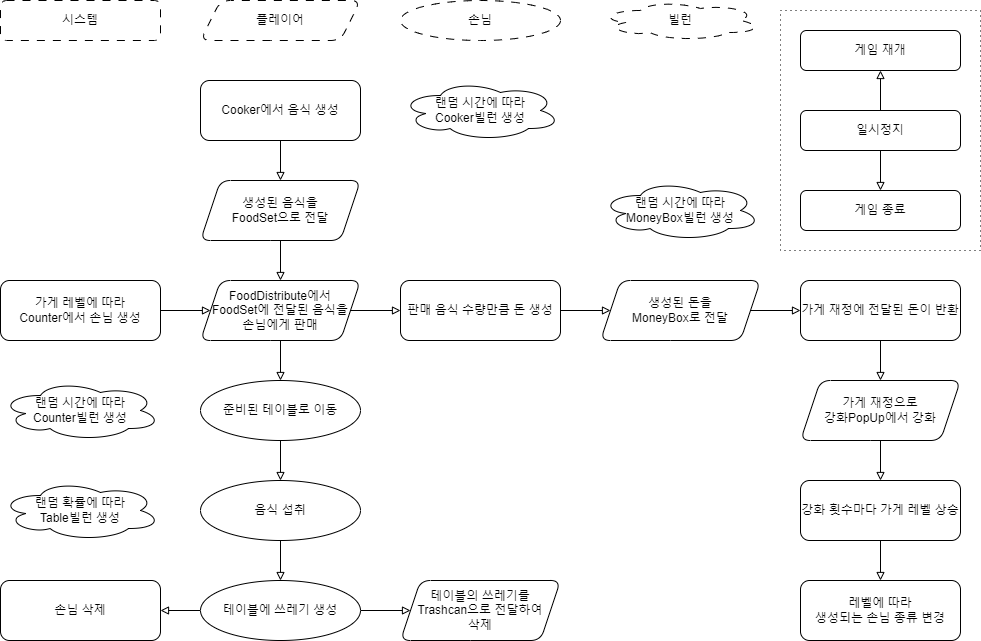 시스템
플레이어
손님
빌런
게임 재개
일시정지
게임 종료
Cooker에서 음식 생성
랜덤 시간에 따라
Cooker빌런 생성
생성된 음식을
FoodSet으로 전달
랜덤 시간에 따라
MoneyBox빌런 생성
가게 레벨에 따라
Counter에서 손님 생성
FoodDistribute에서
FoodSet에 전달된 음식을
손님에게 판매
판매 음식 수량만큼 돈 생성
생성된 돈을
MoneyBox로 전달
가게 재정에 전달된 돈이 반환
랜덤 시간에 따라
Counter빌런 생성
준비된 테이블로 이동
가게 재정으로
강화PopUp에서 강화
랜덤 확률에 따라
Table빌런 생성
음식 섭취
강화 횟수마다 가게 레벨 상승
손님 삭제
테이블에 쓰레기 생성
테이블의 쓰레기를
Trashcan으로 전달하여
삭제
레벨에 따라
생성되는 손님 종류 변경